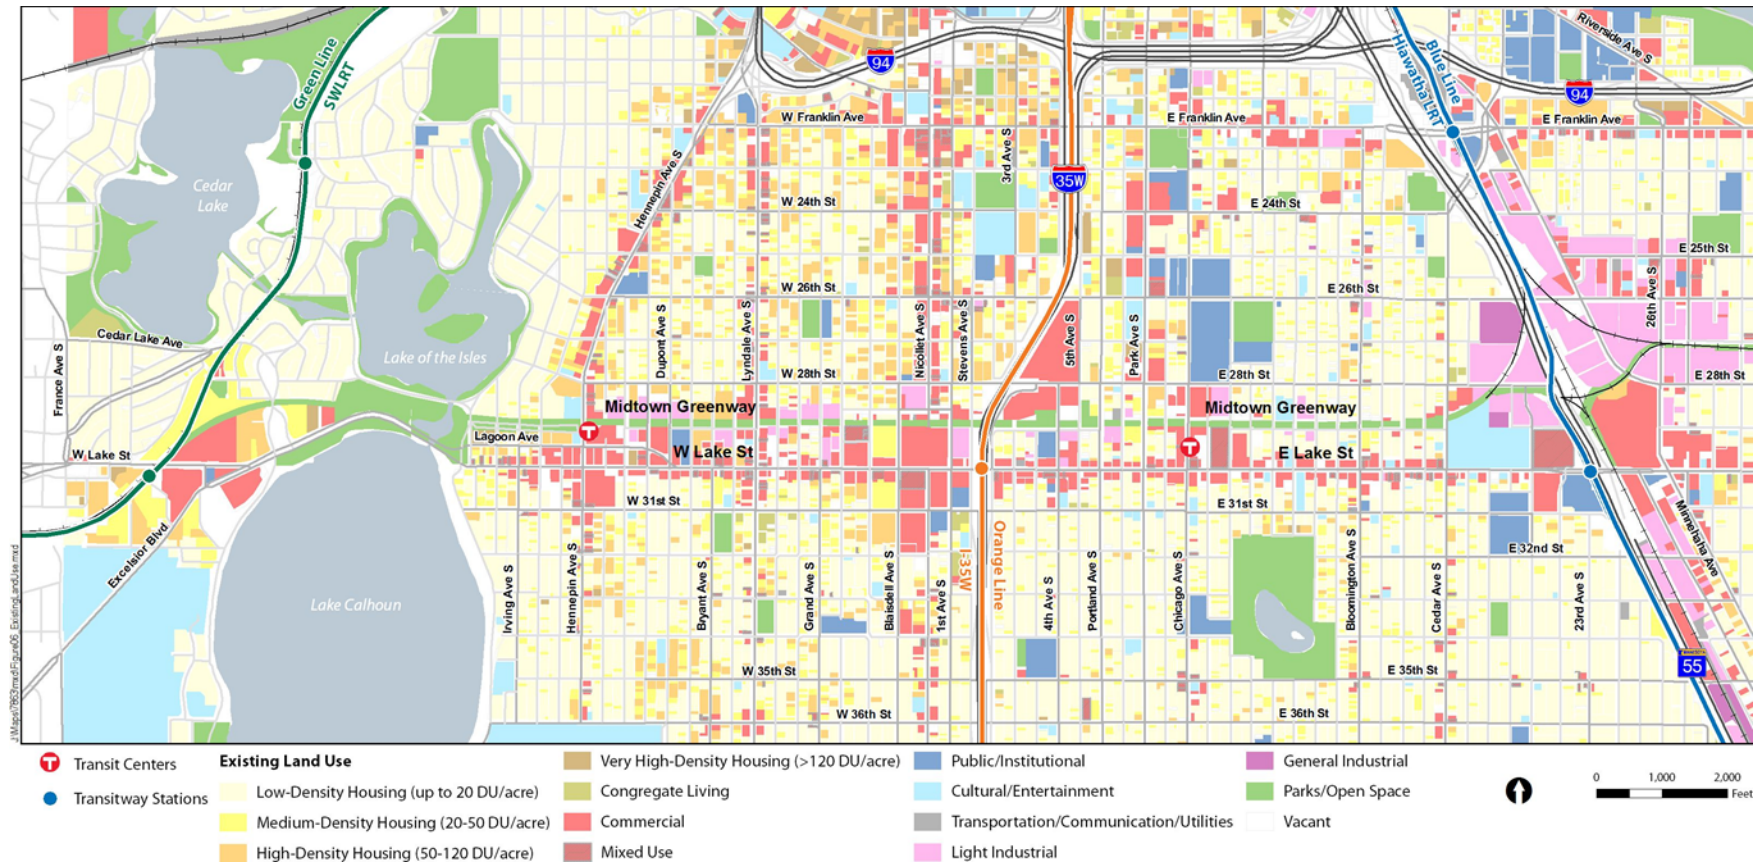 Green Line
SWLRT
94
Blue Line
Hiawatha LRT
Riverside Ave S
94
W Franklin Ave
E Franklin Ave
E Franklin Ave
Cedar
Lake
Hennepin Ave S
3rd Ave S
35W
W 24th St
E 24th St
E 25th St
W 26th St
E 26th St
26th Ave S
Cedar Lake Ave
France Ave S
Lake of the Isles
Dupont Ave S
Lyndale Ave S
Nicollet Ave S
Stevens Ave S
5th Ave S
Park Ave S
W 28th St
E 28th St
E 28th St
Midtown Greenway
Midtown Greenway
Lagoon Ave
T
T
W Lake St
W Lake St
E Lake St
W 31st St
E 31st St
Excelsior Blvd
Minnehaha Ave
E 32nd St
Orange Line
I-35W
Lake Calhoun
Irving Ave S
Hennepin Ave S
Bryant Ave S
Grand Ave S
Blaisdell Ave S
1st Ave S
4th Ave S
Portland Ave S
Chicago Ave S
Bloomington Ave S
Cedar Ave S
23rd Ave S
W 35th St
E 35th St
55
W 36th St
E 36th St
T Transit Centers
Transitway Stations
Existing Land Use
Low-Density Housing (up to 20 DU/acre)
Medium-Density Housing (20-50 DU/acre)
High-Density Housing (50-120 DU/acre)
Very High-Density Housing (>120 DU/acre)
Congregate Living
Commercial
Mixed Use
Public/Institutional
Cultural/Entertainment
Transportation/Communication/Utilities
Light Industrial
General Industrial
Parks/Open Space
Vacant
0 1,000 2,000
Feet